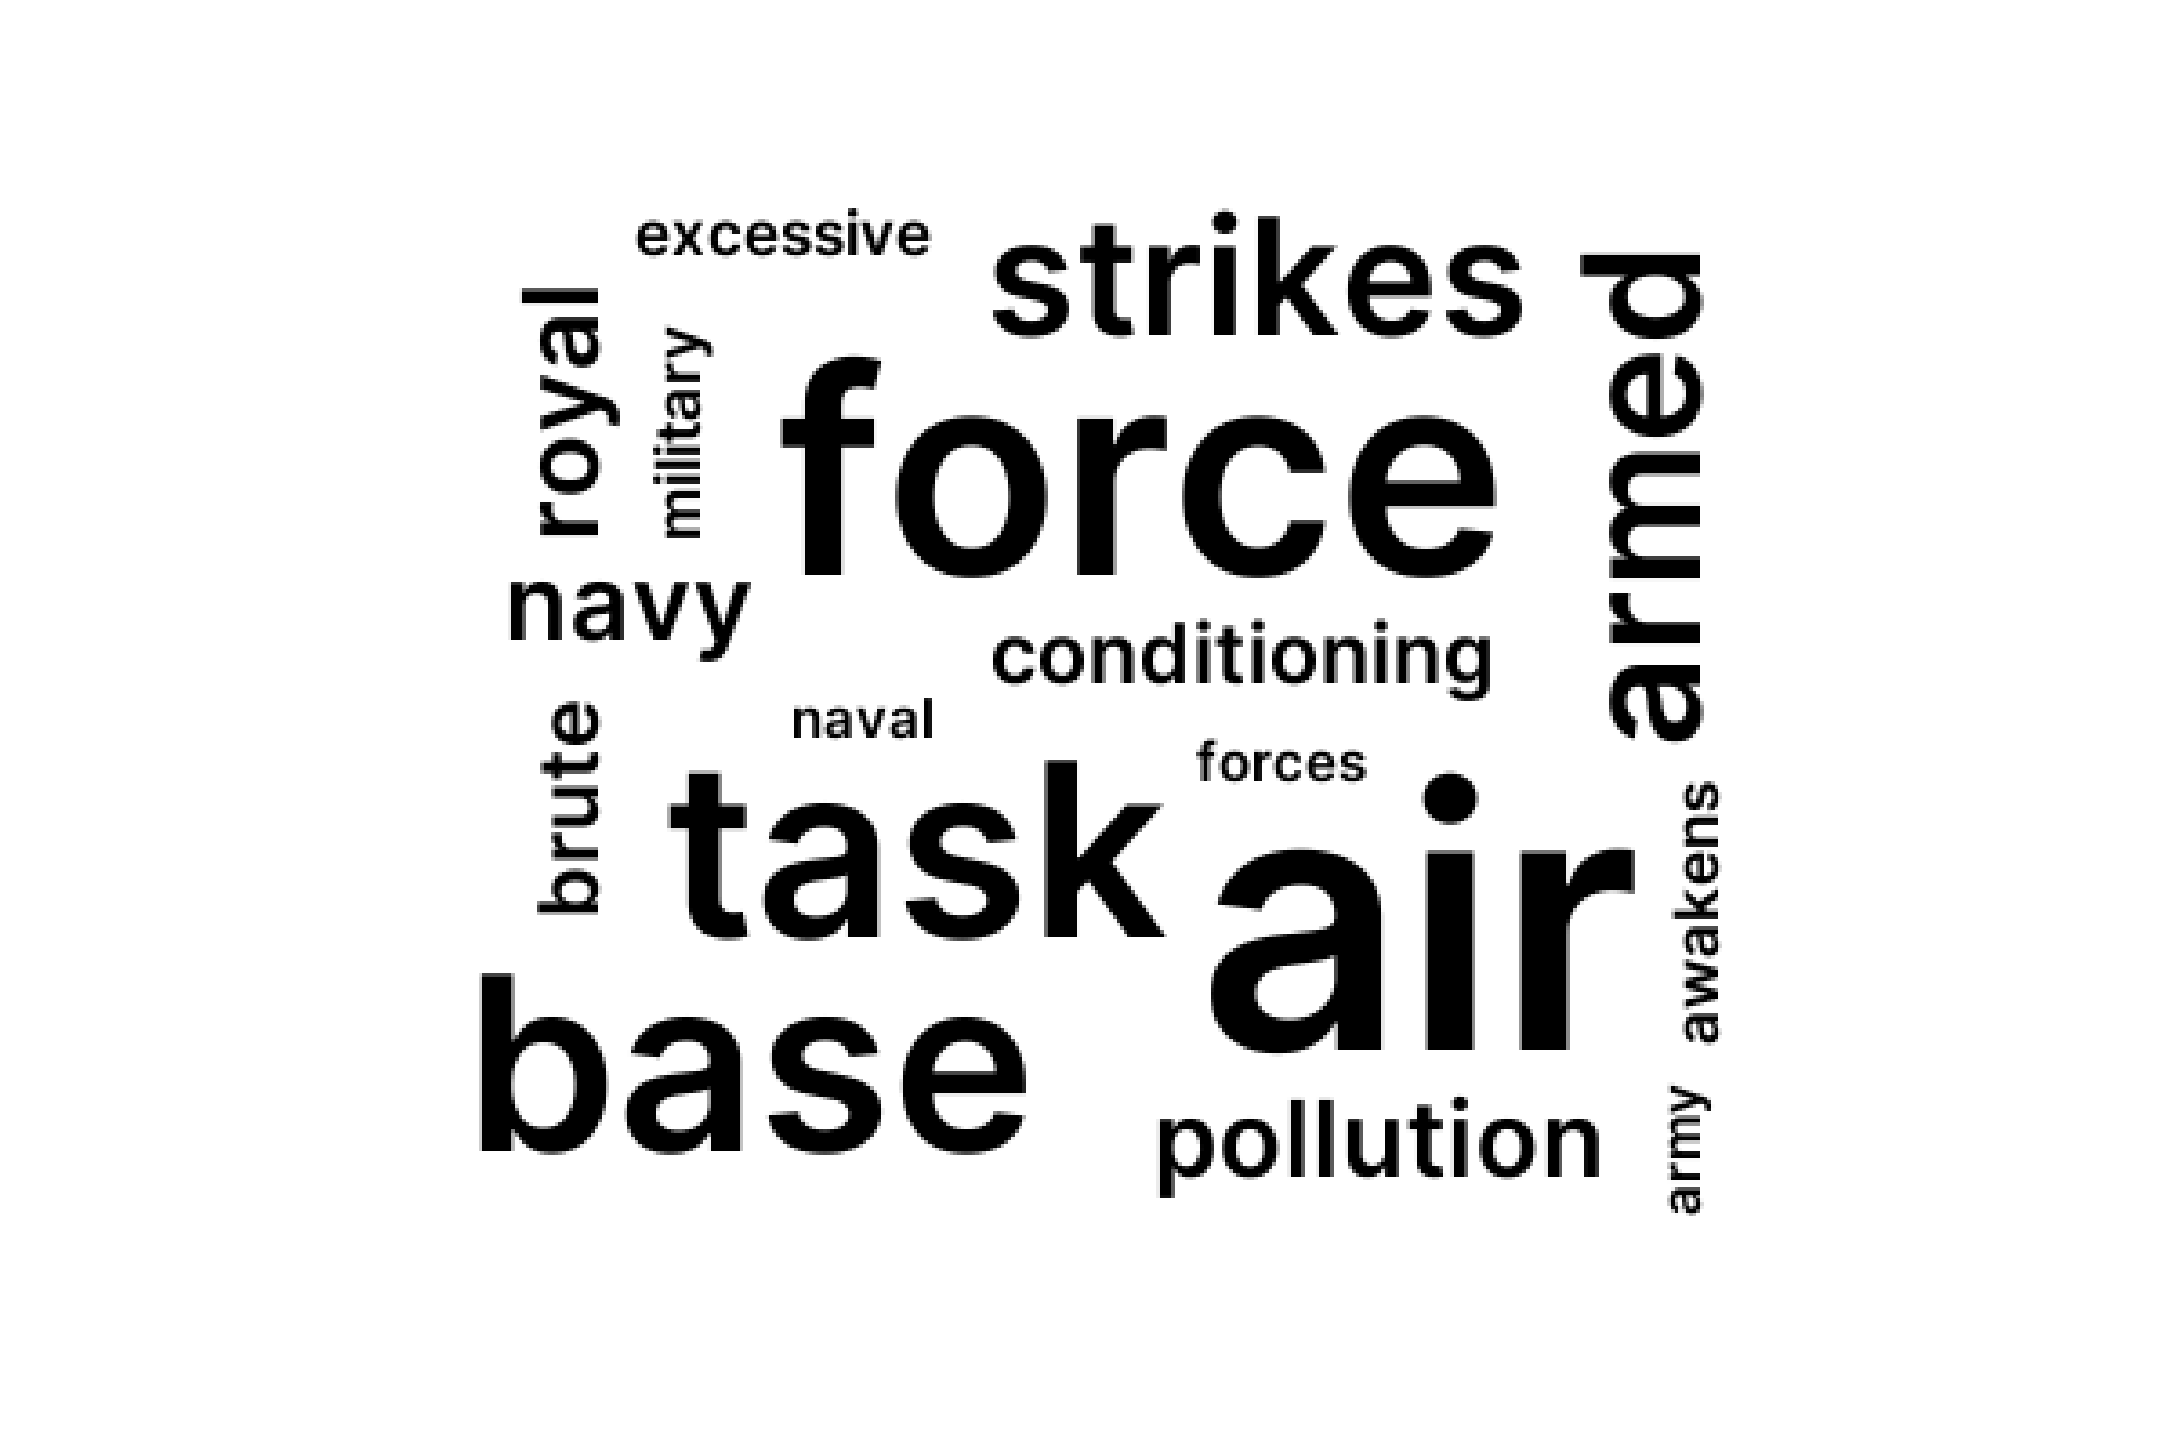 excessive
strikes
armed
royal
military
force
navy
conditioning
naval
brute
forces
task
air
awakens
base
pollution
army